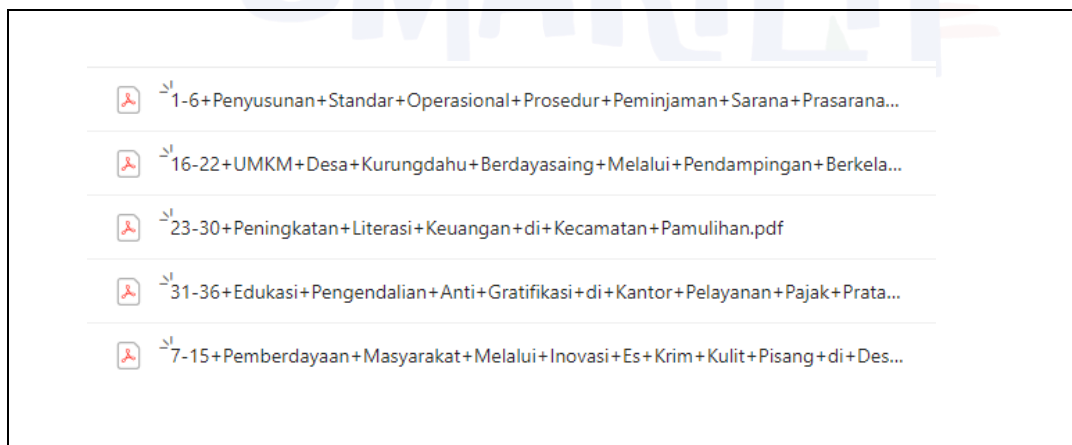 1-6+Penyusunan+Standar+Operasional+Prosedur+Peminjaman+Sarana+Prasarana...
16-22+UMKM+Desa+Kurungdahu+Berdayasaing+Melalui+Pendampingan+Berkela...
23-30+Peningkatan+Literasi+Keuangan+di+Kecamatan+Pamulihan.pdf
31-36+Edukasi+Pengendalian+Anti+Gratifikasi+di+Kantor+Pelayanan+Pajak+Prata...
7-15+Pemberdayaan+Masyarakat+Melalui+Inovasi+Es+Krim+Kulit+Pisang+di+Des...